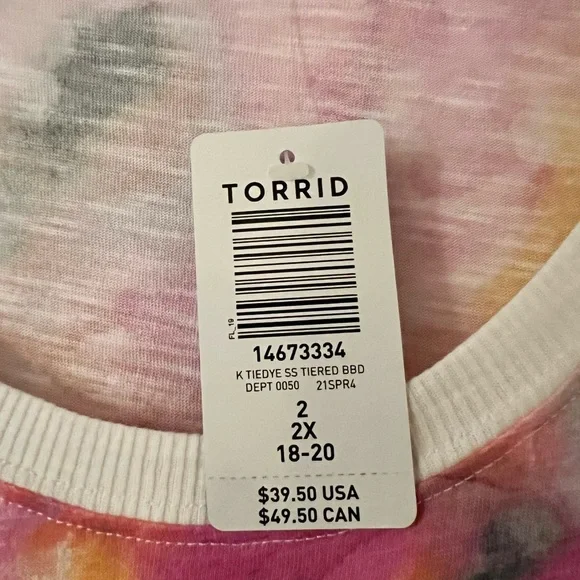 TORRID
FL_19
14673334
K TIEDYE SS TIERED BBD
DEPT 0050 21SPR4
2
2X
18-20
$39.50 USA
$49.50 CAN